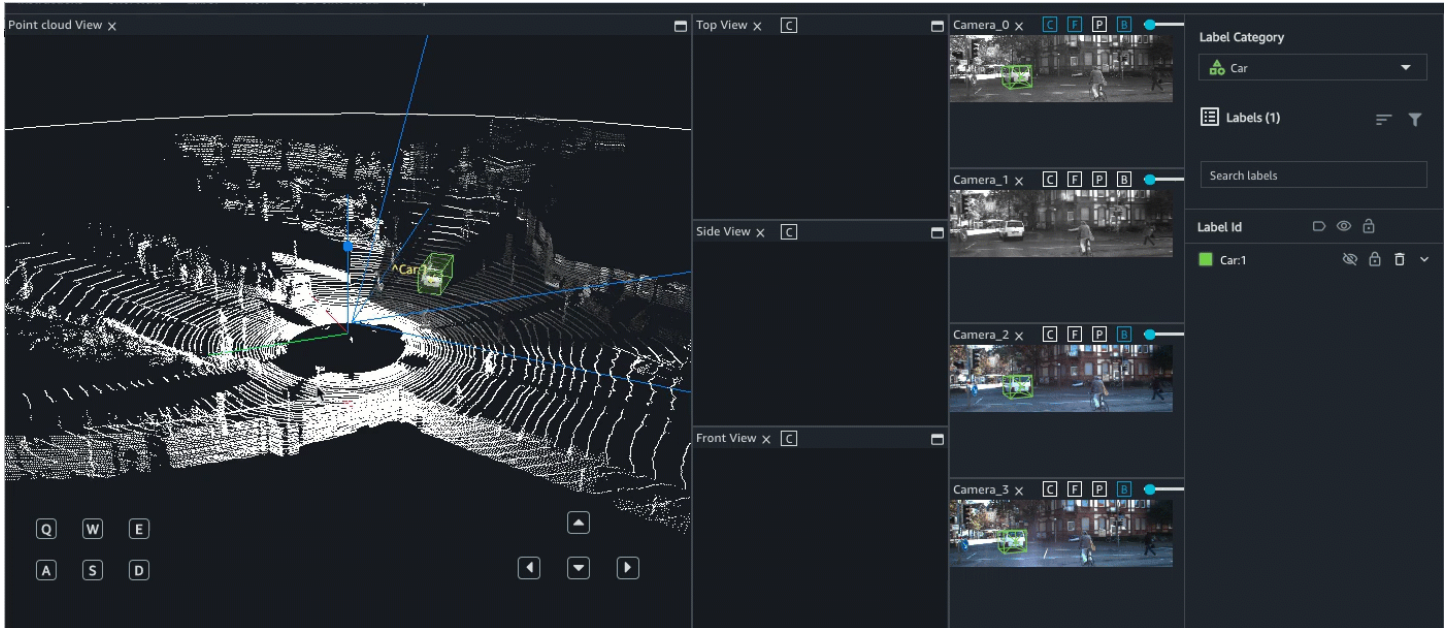 Point cloud View
Top View C
Side View C
Front View C
Camera_0 C F P B
Camera_1 C F P B
Camera_2 C F P B
Camera_3 C F P B
^Car:1
Q W E
A S D
Label Category
Car
Labels (1)
Search labels
Label Id
Car:1